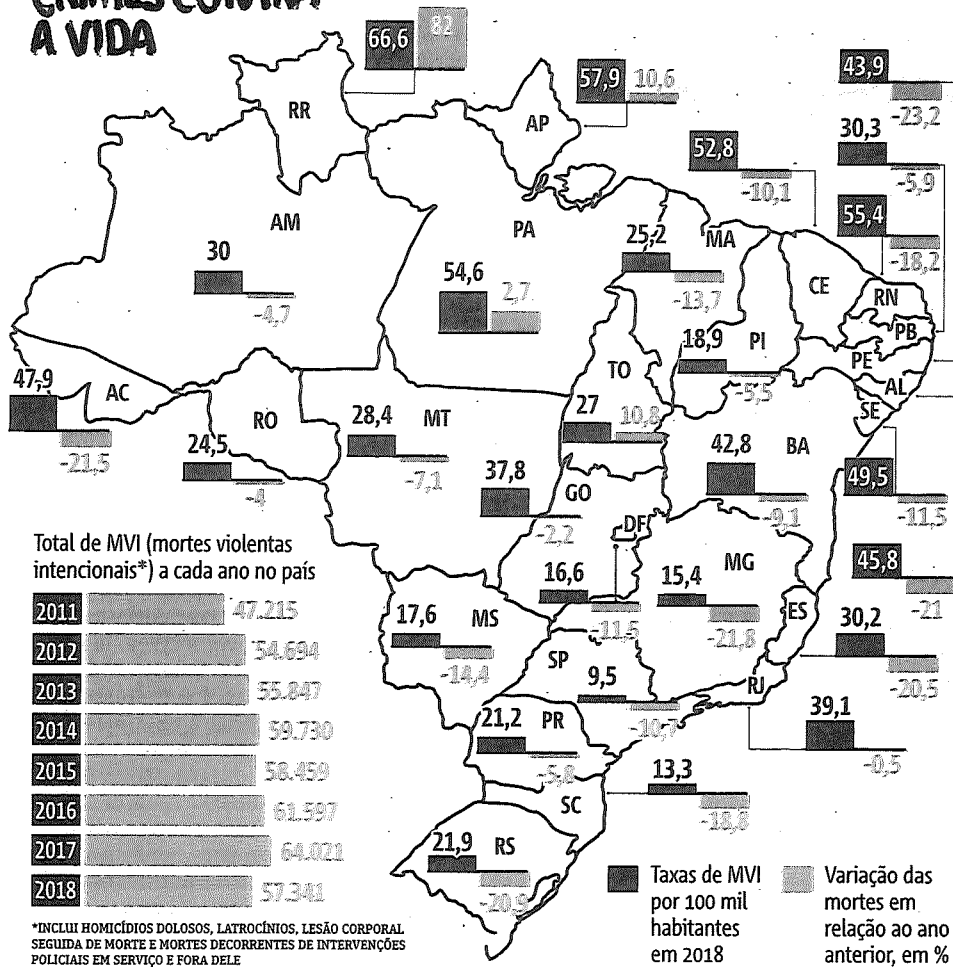 CRIMES CONTRA
A VIDA
66,6 82
RR
57,9 10,6
AP
43,9
-23,2
30,3
-5,9
55,4
-18,2
52,8
-10,1
AM
30
-4,7
PA
54,6 2,7
25,2 MA
-13,7
CE
RN
PB
PE
AL
SE
18,9 PI
-5,5
TO
27 10,8
47,9 AC
-21,5
RO
24,5
-4
28,4 MT
-7,1
37,8 GO
-2,2
42,8 BA
-9,1
49,5
-11,5
DF
16,6
-11,5
MG
15,4
-21,8
45,8
-21
ES
30,2
-20,5
17,6 MS
-14,4
SP
9,5
-10,7
RJ
39,1
-0,5
21,2 PR
-5,8
SC
13,3
-18,8
21,9 RS
-20,9
Total de MVI (mortes violentas
intencionais*) a cada ano no país
2011 47.215
2012 54.694
2013 55.847
2014 59.730
2015 58.459
2016 61.597
2017 64.021
2018 57.341
*INCLUI HOMICÍDIOS DOLOSOS, LATROCÍNIOS, LESÃO CORPORAL
SEGUIDA DE MORTE E MORTES DECORRENTES DE INTERVENÇÕES
POLICIAIS EM SERVIÇO E FORA DELE
Taxas de MVI
por 100 mil
habitantes
em 2018
Variação das
mortes em
relação ao ano
anterior, em %